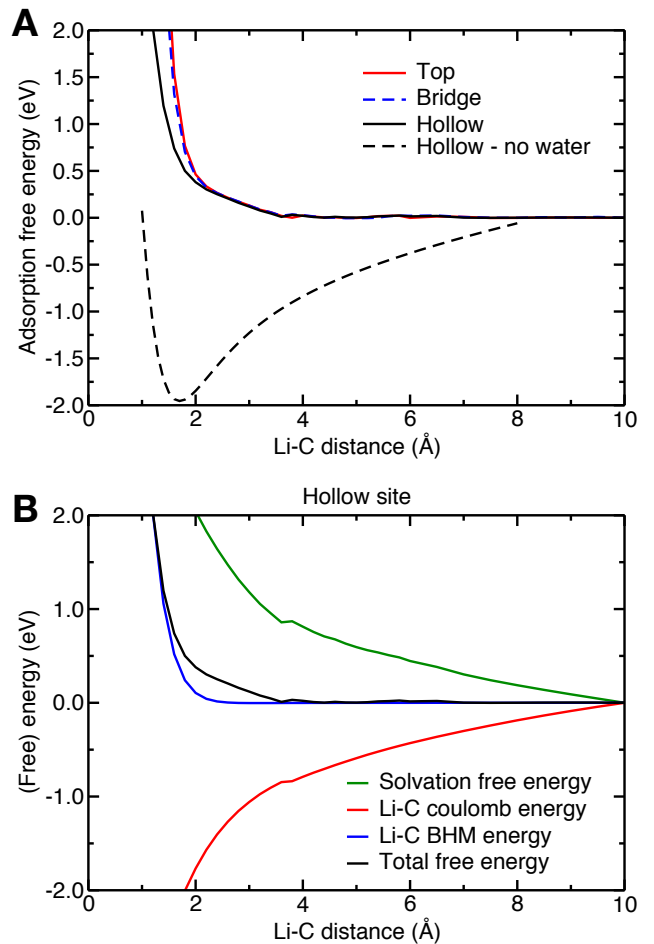 A
2.0
1.5
1.0
0.5
0.0
-0.5
-1.0
-1.5
-2.0
Adsorption free energy (eV)
Top
Bridge
Hollow
Hollow - no water
0 2 4 6 8 10
Li-C distance (Å)
B
Hollow site
2.0
1.0
0.0
-1.0
-2.0
(Free) energy (eV)
Solvation free energy
Li-C coulomb energy
Li-C BHM energy
Total free energy
0 2 4 6 8 10
Li-C distance (Å)